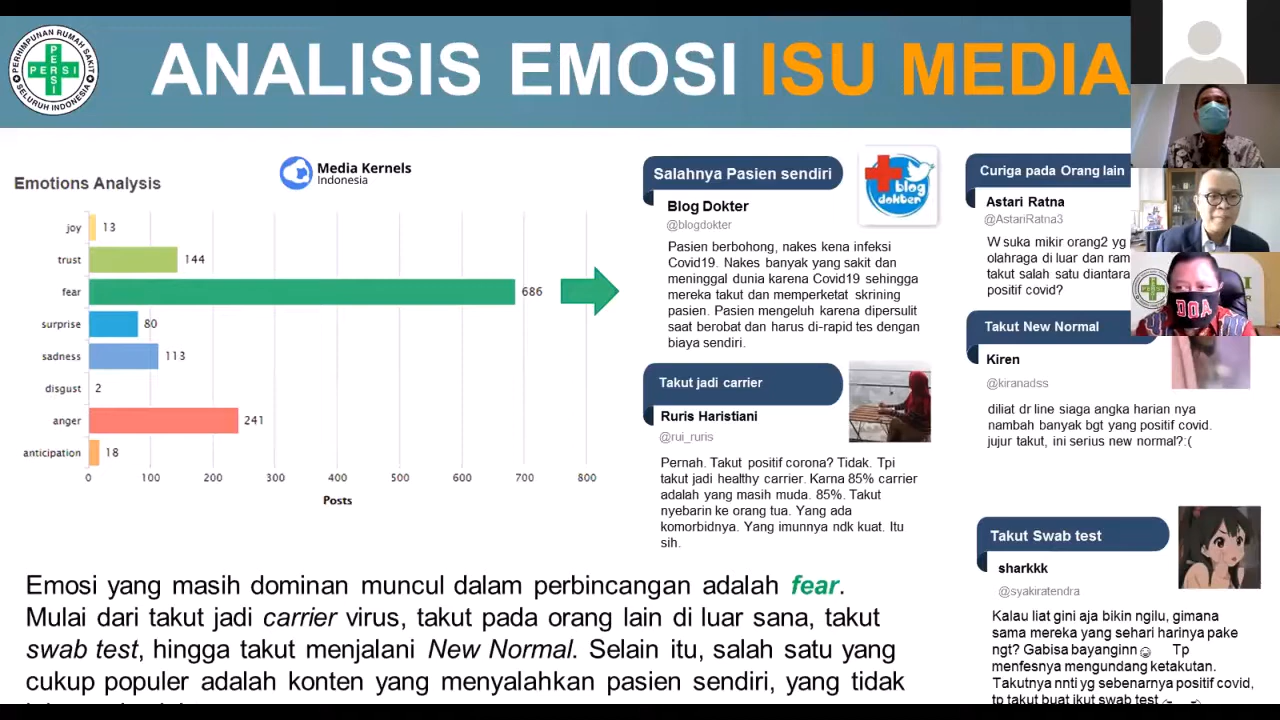 PERHIMPUNAN RUMAH SAKIT
PERSI
PERSI
SELURUH INDONESIA
ANALISIS EMOSI ISU MEDIA
Media Kernels
Indonesia
Emotions Analysis
joy 13
trust 144
fear 686
surprise 80
sadness 113
disgust 2
anger 241
anticipation 18
0 100 200 300 400 500 600 700 800
Posts
Salahnya Pasien sendiri
blog
dokter
Blog Dokter
@blogdokter
Pasien berbohong, nakes kena infeksi
Covid19. Nakes banyak yang sakit dan
meninggal dunia karena Covid19 sehingga
mereka takut dan memperketat skrining
pasien. Pasien mengeluh karena dipersulit
saat berobat dan harus di-rapid tes dengan
biaya sendiri.
Takut jadi carrier
Ruris Haristiani
@rui_ruris
Pernah. Takut positif corona? Tidak. Tpi
takut jadi healthy carrier. Karna 85% carrier
adalah yang masih muda. 85%. Takut
nyebarin ke orang tua. Yang ada
komorbidnya. Yang imunnya ndk kuat. Itu
sih.
Curiga pada Orang lain
Astari Ratna
@AstariRatna3
W suka mikir orang2 yg
olahraga di luar dan ram
takut salah satu diantara
positif covid?
DOA
Takut New Normal
Kiren
@kiranadss
diliat dr line siaga angka harian nya
nambah banyak bgt yang positif covid.
jujur takut, ini serius new normal?:(
Takut Swab test
sharkkk
@syakiratendra
Kalau liat gini aja bikin ngilu, gimana
sama mereka yang sehari harinya pake
ngt? Gabisa bayanginn Tp
menfesnya mengundang ketakutan.
Takutnya nnti yg sebenarnya positif covid,
tp takut buat ikut swab test
Emosi yang masih dominan muncul dalam perbincangan adalah fear.
Mulai dari takut jadi carrier virus, takut pada orang lain di luar sana, takut
swab test, hingga takut menjalani New Normal. Selain itu, salah satu yang
cukup populer adalah konten yang menyalahkan pasien sendiri, yang tidak